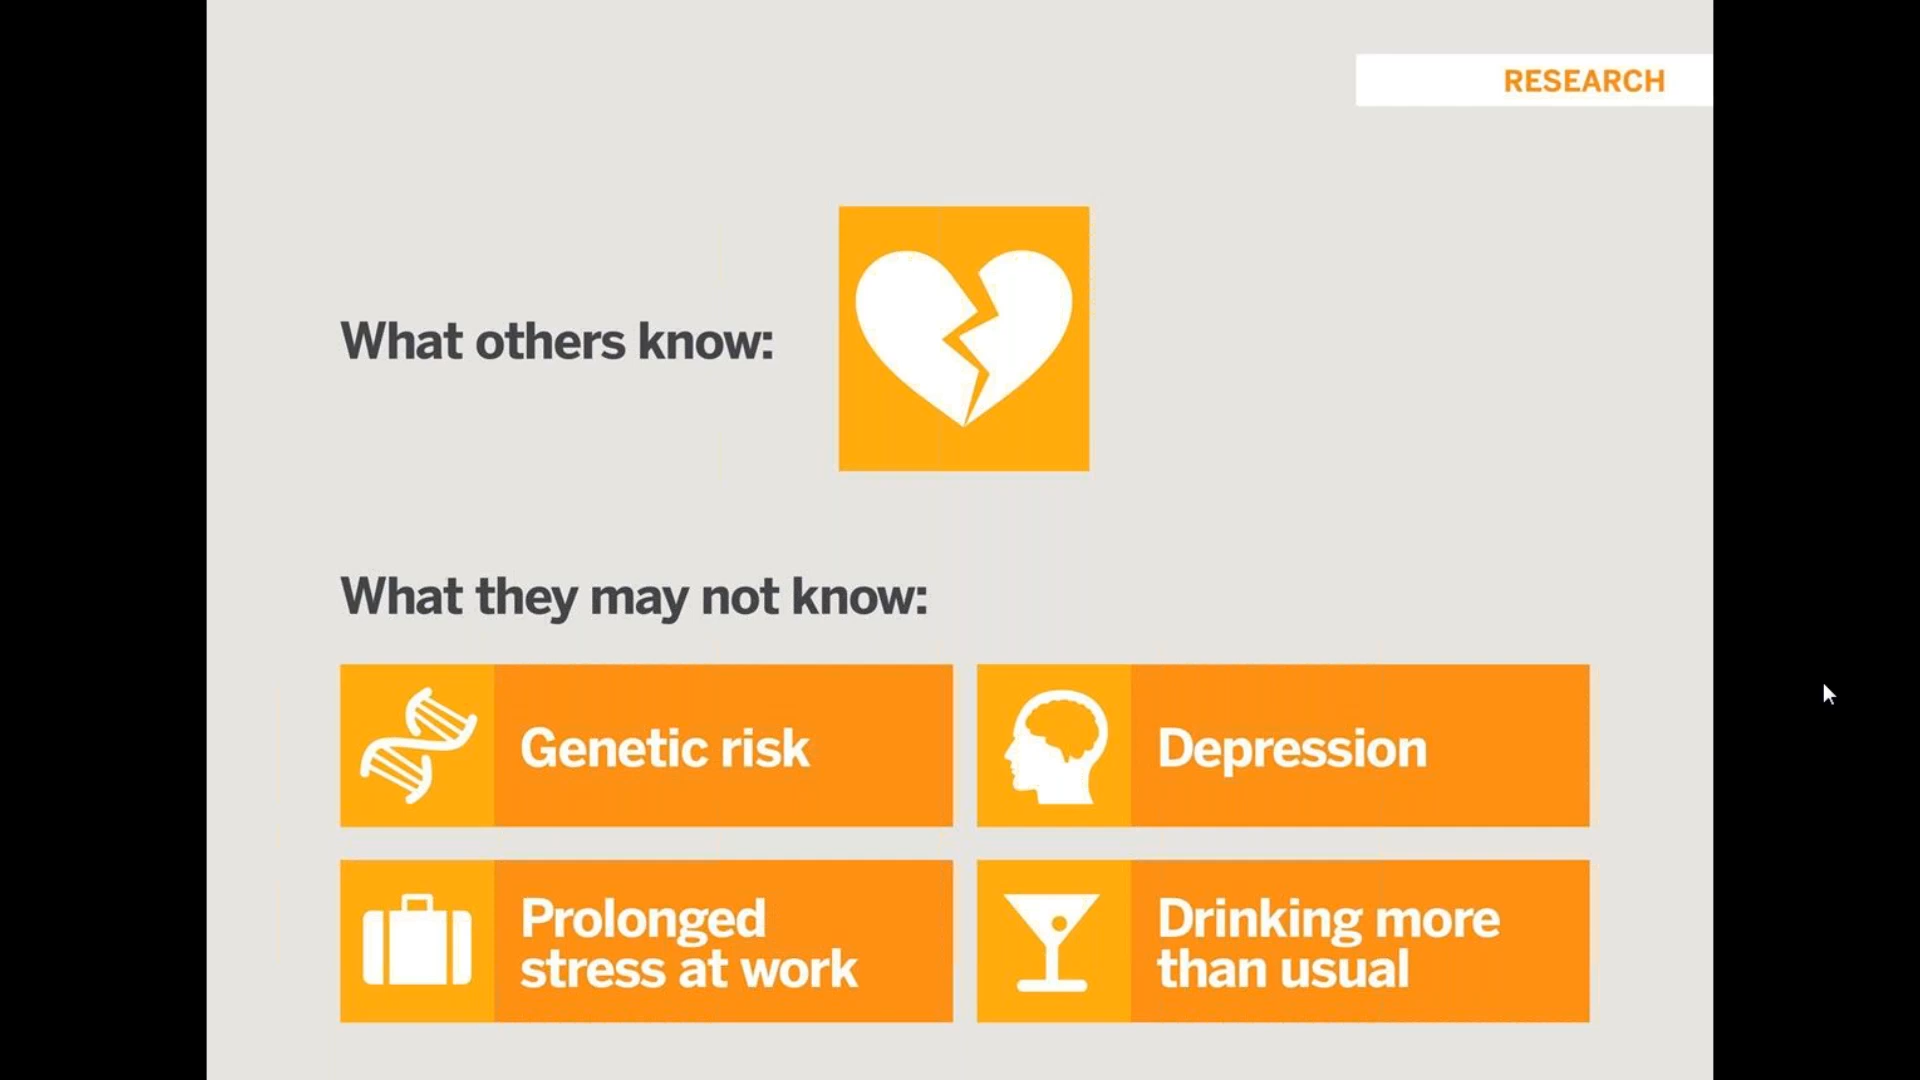 RESEARCH
What others know:
What they may not know:
Genetic risk
Depression
Prolonged
stress at work
Drinking more
than usual